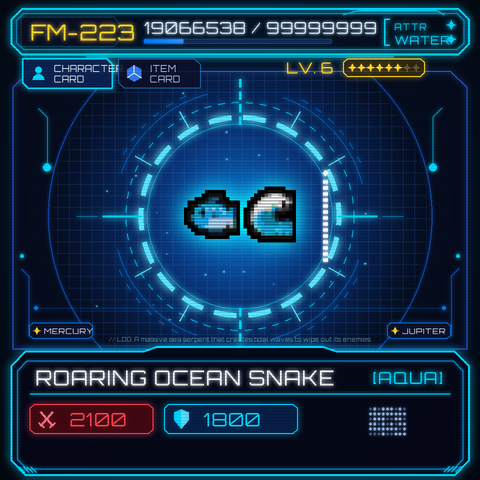 FM-223
19066538 / 99999999
ATTR
WATER
CHARACTER
CARD
ITEM
CARD
LV. 6
MERCURY
JUPITER
// LOG: A massive sea serpent that creates tidal waves to wipe out its enemies.
ROARING OCEAN SNAKE
[AQUA]
2100
1800